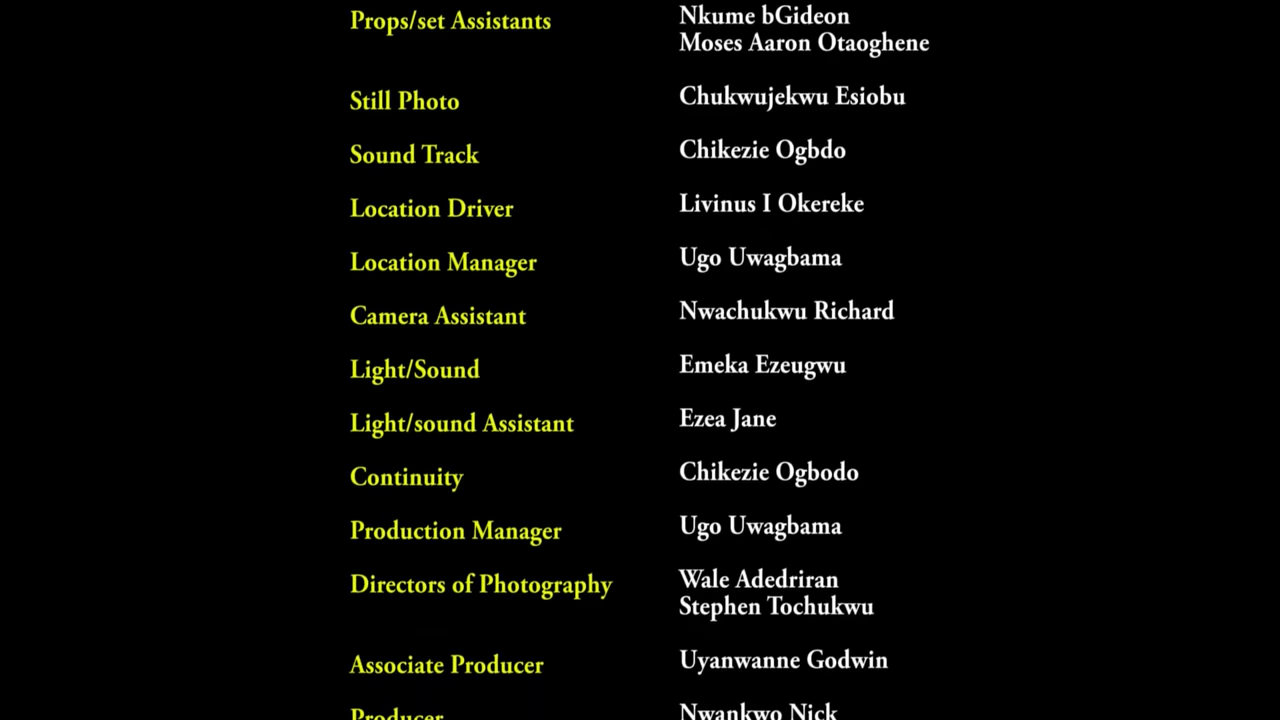 Props/set Assistants Nkume bGideon
Moses Aaron Otaoghene
Still Photo Chukwujekwu Esiobu
Sound Track Chikezie Ogbdo
Location Driver Livinus I Okereke
Location Manager Ugo Uwagbama
Camera Assistant Nwachukwu Richard
Light/Sound Emeka Ezeugwu
Light/sound Assistant Ezea Jane
Continuity Chikezie Ogbodo
Production Manager Ugo Uwagbama
Directors of Photography Wale Adedriran
Stephen Tochukwu
Associate Producer Uyanwanne Godwin
Producer Nwankwo Nick